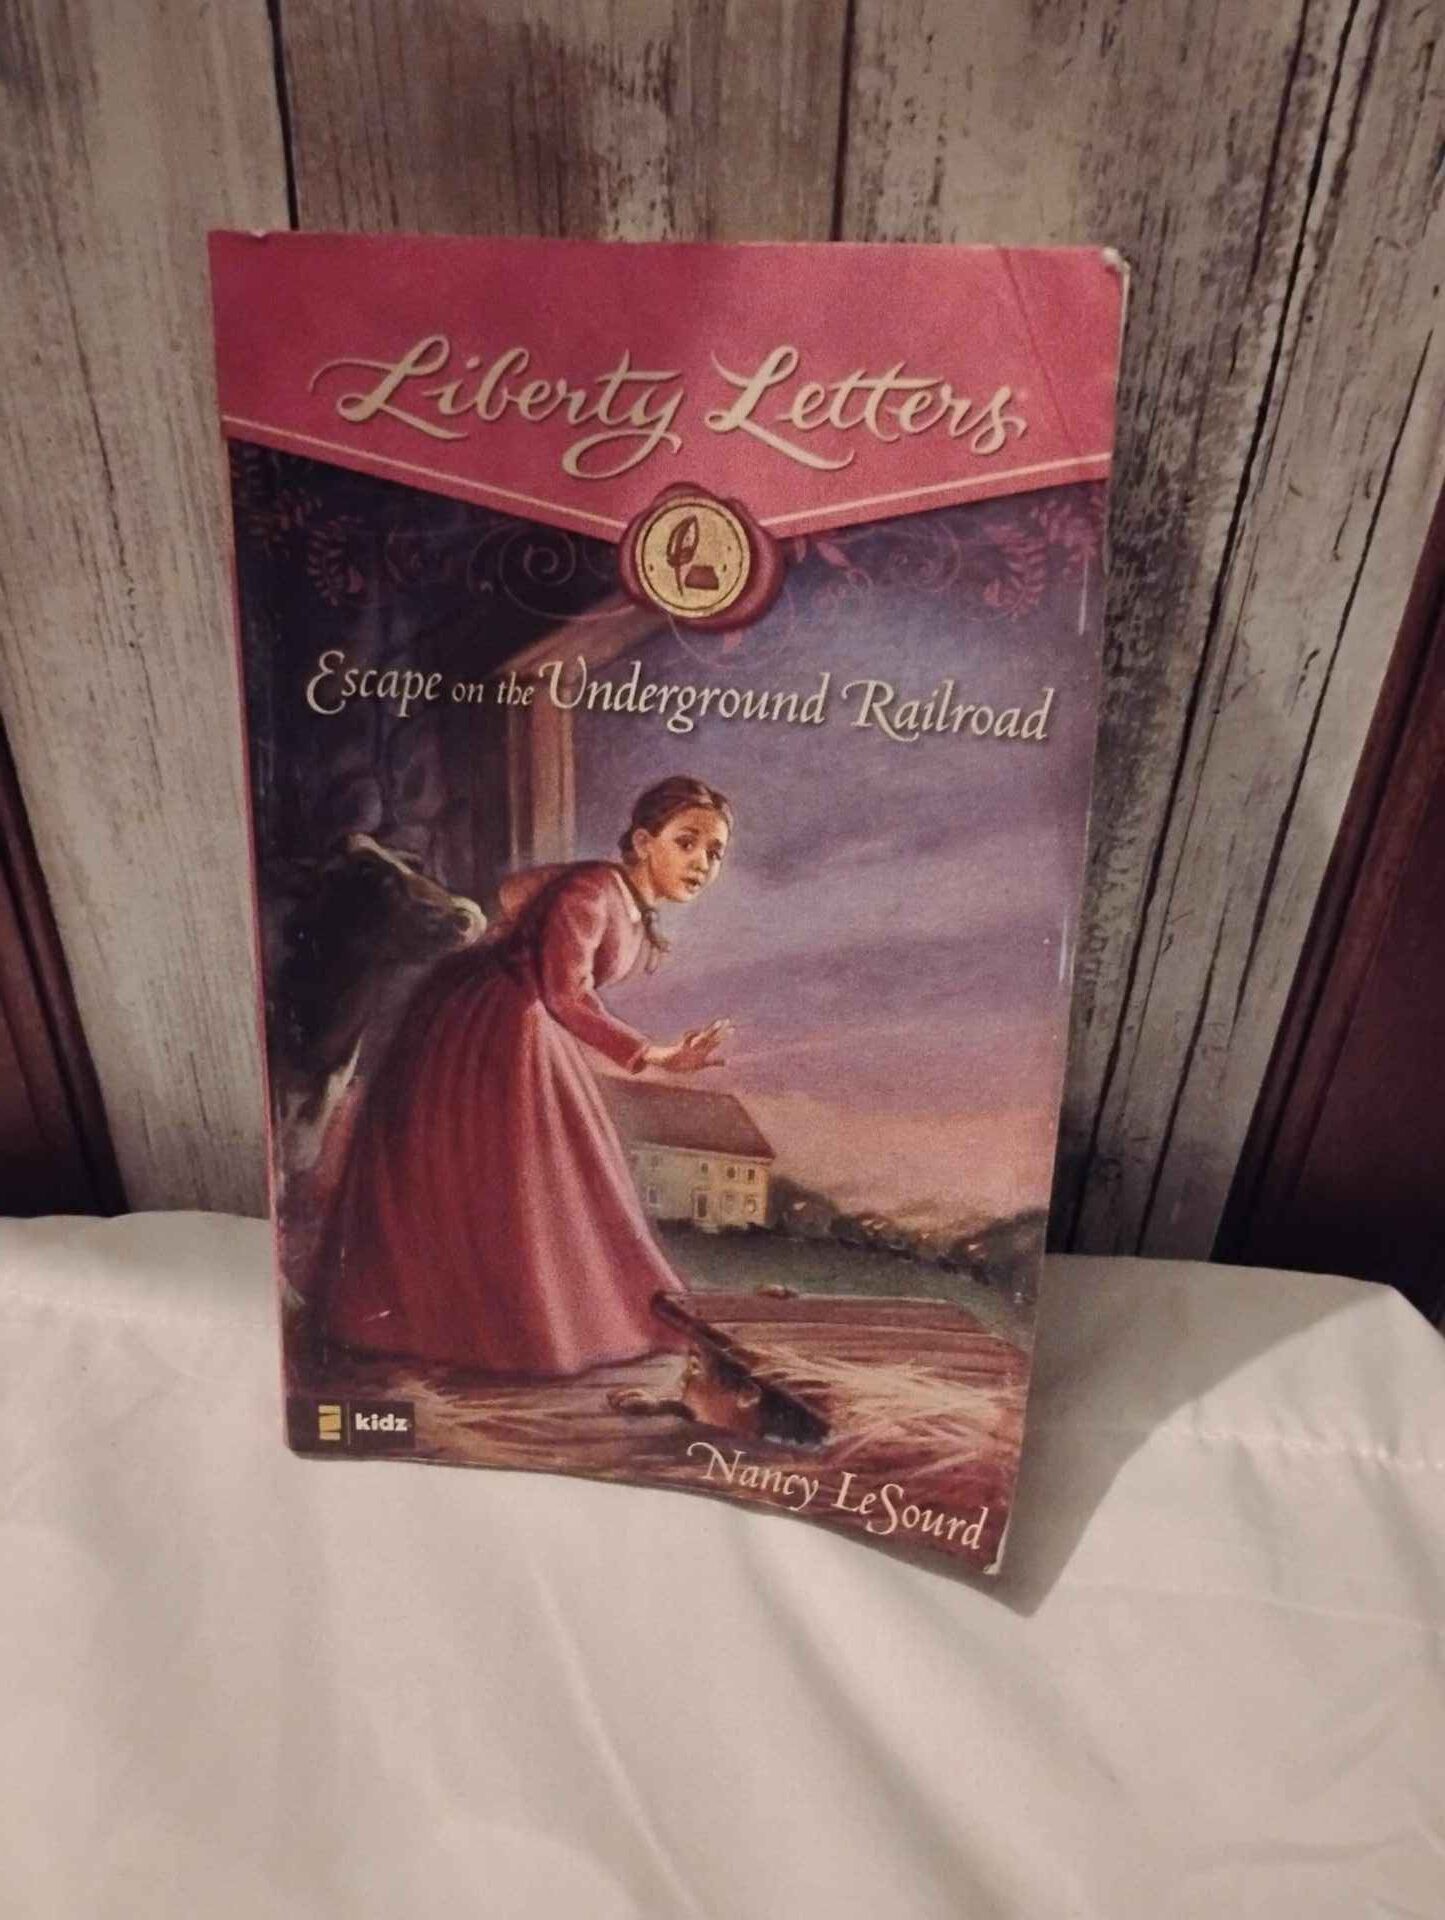 Liberty Letters
Escape on the Underground Railroad
kidz
Nancy LeSourd